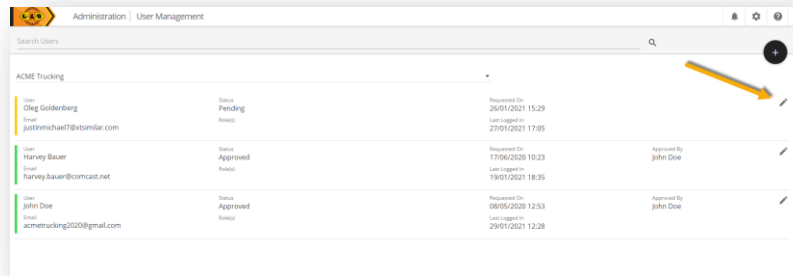 Administration User Management
Search Users
ACME Trucking
User Status Requested On
Oleg Goldenberg Pending 26/01/2021 15:29
Email Role(s) Last Logged In
justinmichael7@xtsimilar.com 27/01/2021 17:05
User Status Requested On Approved By
Harvey Bauer Approved 17/06/2020 10:23 John Doe
Email Role(s) Last Logged In
harvey.bauer@comcast.net 19/01/2021 18:35
User Status Requested On Approved By
John Doe Approved 08/05/2020 12:53 John Doe
Email Role(s) Last Logged In
acmetrucking2020@gmail.com 29/01/2021 12:28